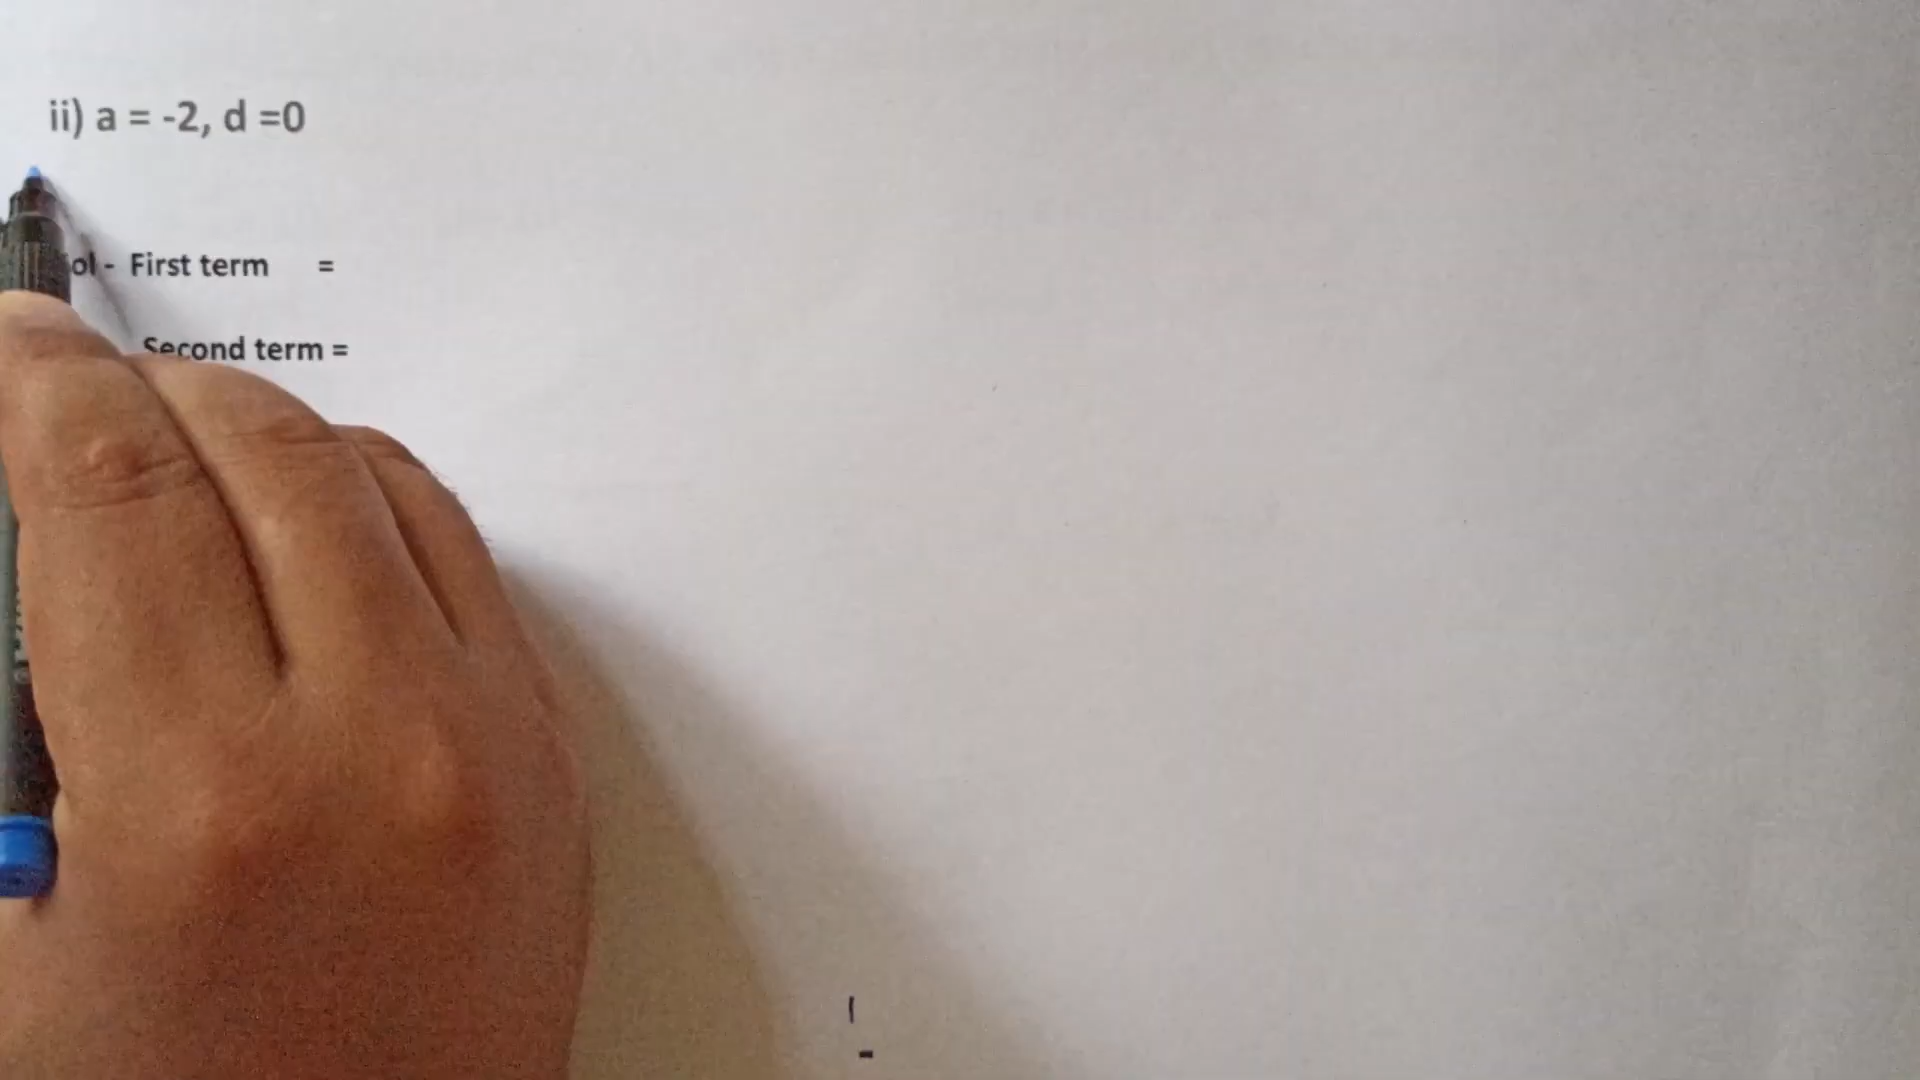 ii) a = -2, d =0
ol - First term =
Second term =